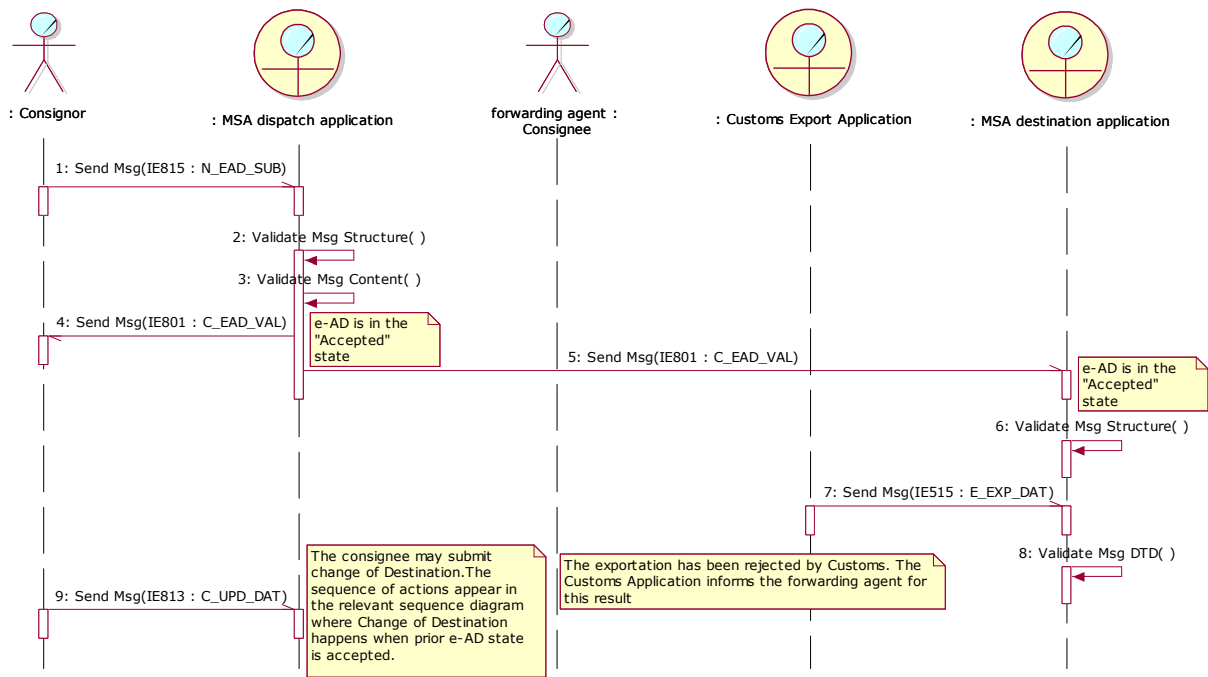 : Consignor
: MSA dispatch application
forwarding agent :
Consignee
: Customs Export Application
: MSA destination application
1: Send Msg(IE815 : N_EAD_SUB)
2: Validate Msg Structure( )
3: Validate Msg Content( )
4: Send Msg(IE801 : C_EAD_VAL)
e-AD is in the
"Accepted"
state
5: Send Msg(IE801 : C_EAD_VAL)
e-AD is in the
"Accepted"
state
6: Validate Msg Structure( )
7: Send Msg(IE515 : E_EXP_DAT)
8: Validate Msg DTD( )
The exportation has been rejected by Customs. The
Customs Application informs the forwarding agent for
this result
9: Send Msg(IE813 : C_UPD_DAT)
The consignee may submit
change of Destination.The
sequence of actions appear in
the relevant sequence diagram
where Change of Destination
happens when prior e-AD state
is accepted.